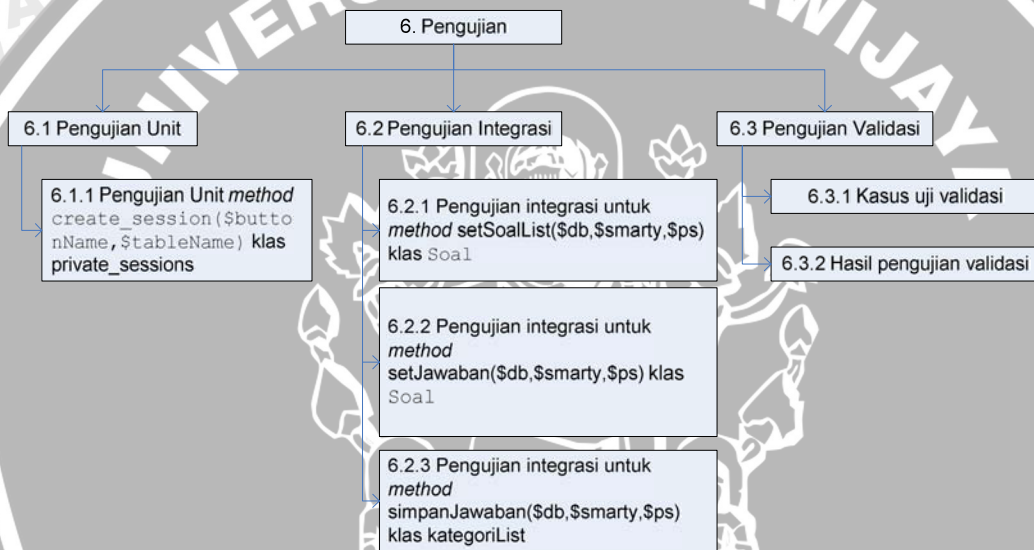 UNIVERSITAS BRAWIJAYA
6. Pengujian
6.1 Pengujian Unit
6.2 Pengujian Integrasi
6.3 Pengujian Validasi
6.1.1 Pengujian Unit method
create_session($butto
nName,$tableName) klas
private_sessions
6.2.1 Pengujian integrasi untuk
method setSoalList($db,$smarty,$ps)
klas Soal
6.2.2 Pengujian integrasi untuk
method
setJawaban($db,$smarty,$ps) klas
Soal
6.2.3 Pengujian integrasi untuk
method
simpanJawaban($db,$smarty,$ps)
klas kategoriList
6.3.1 Kasus uji validasi
6.3.2 Hasil pengujian validasi